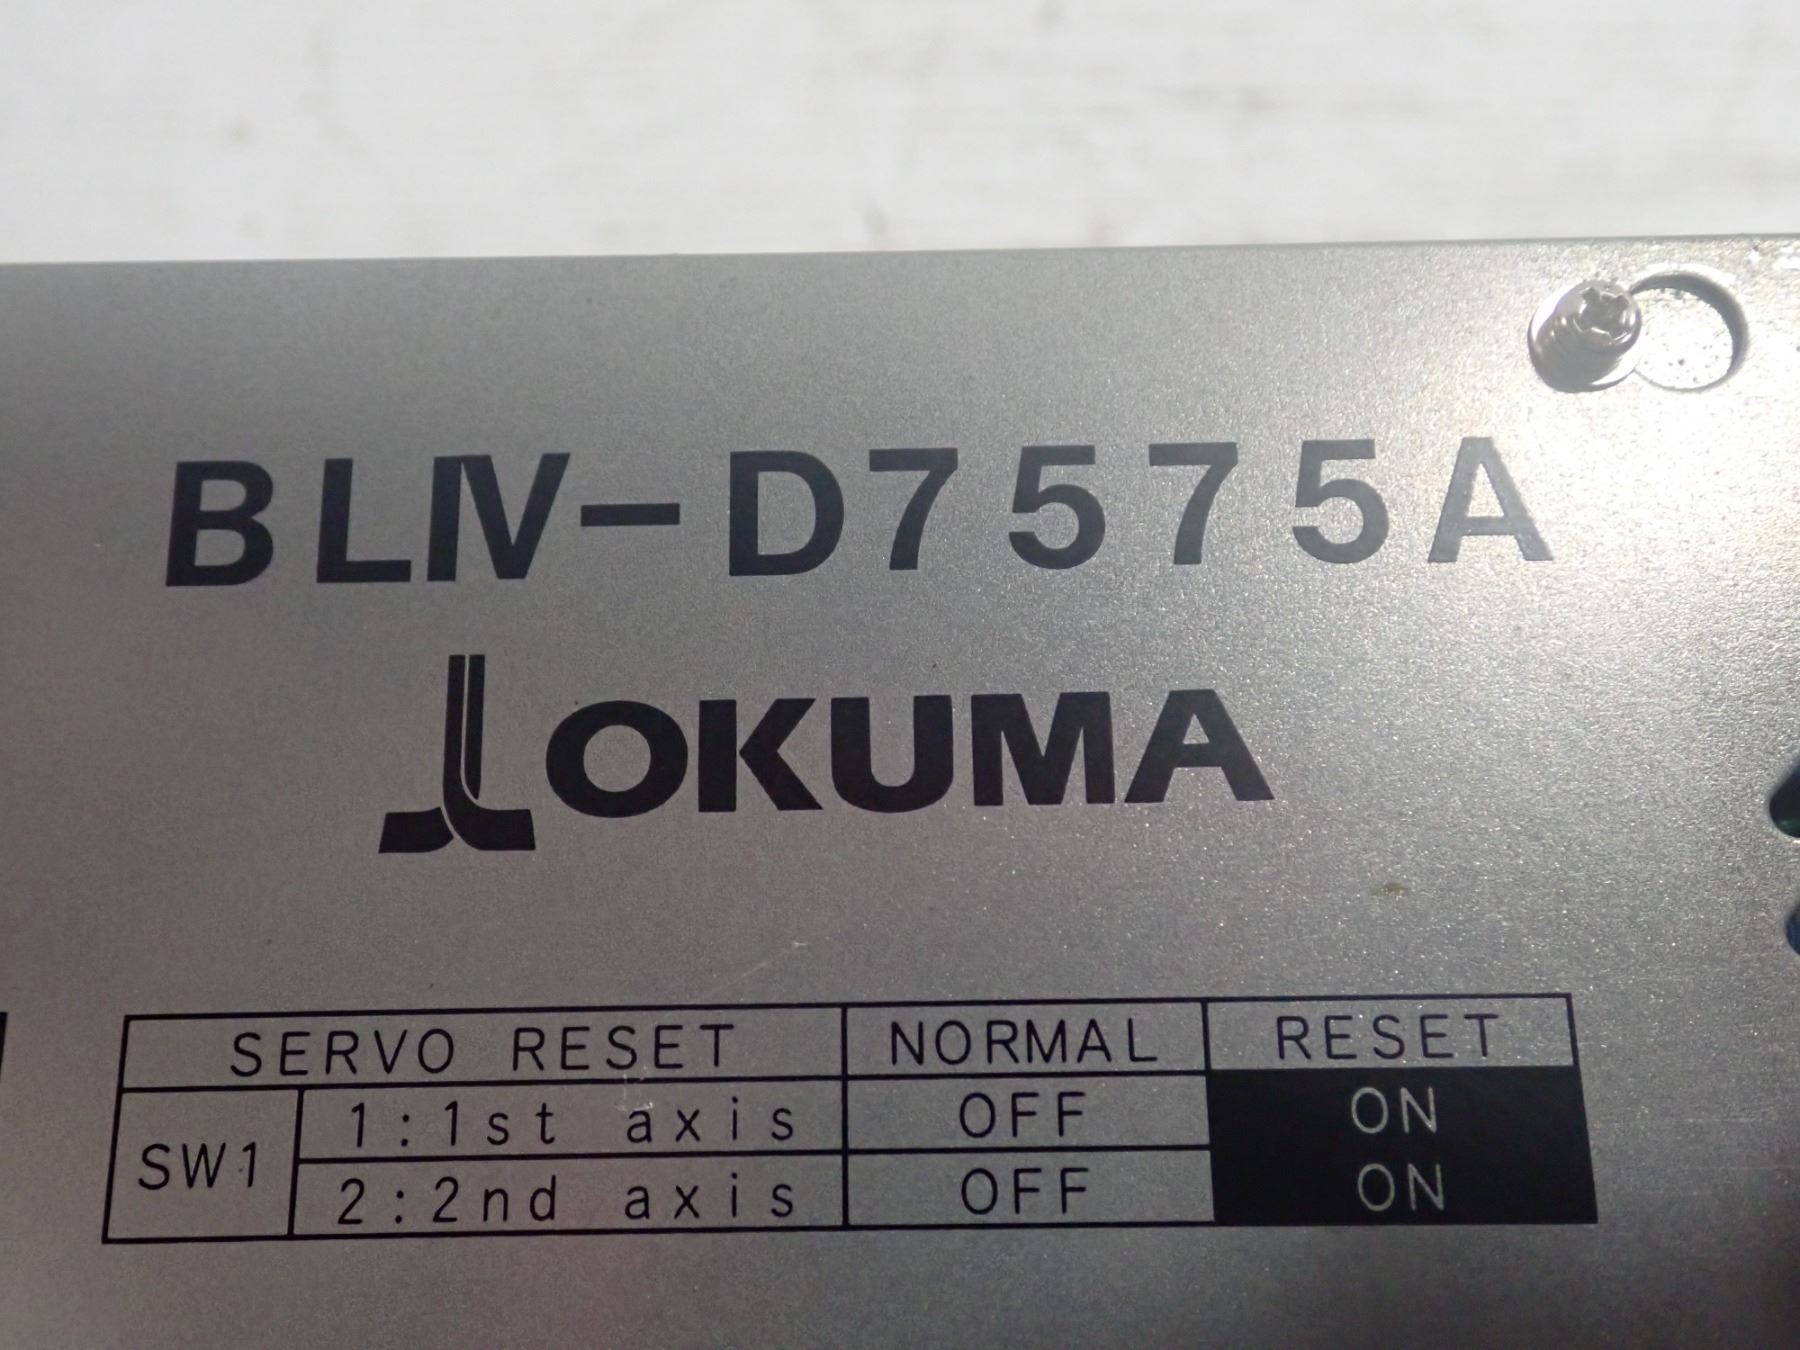 BLIV-D7575A
OKUMA
SERVO RESET NORMAL RESET
SW1 1:1st axis OFF ON
2:2nd axis OFF ON